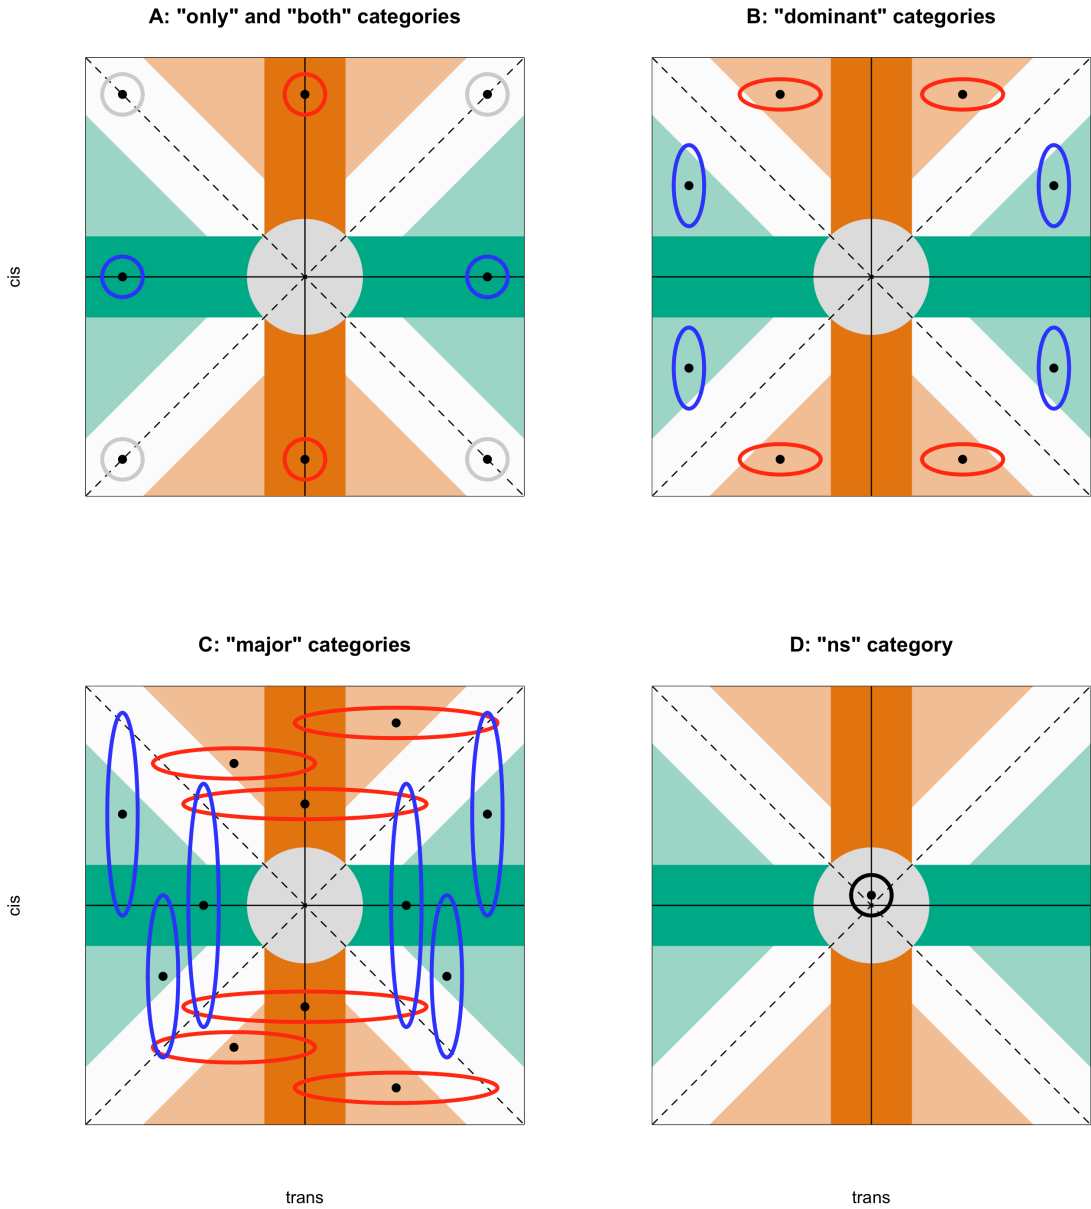 A: "only" and "both" categories
B: "dominant" categories
cis
C: "major" categories
D: "ns" category
cis
trans
trans